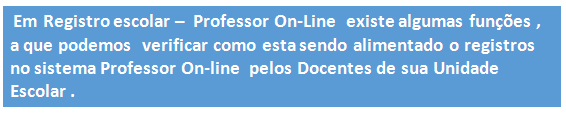 Em Registro escolar – Professor On-Line existe algumas funções ,
a que podemos verificar como esta sendo alimentado o registros
no sistema Professor On-line pelos Docentes de sua Unidade
Escolar .